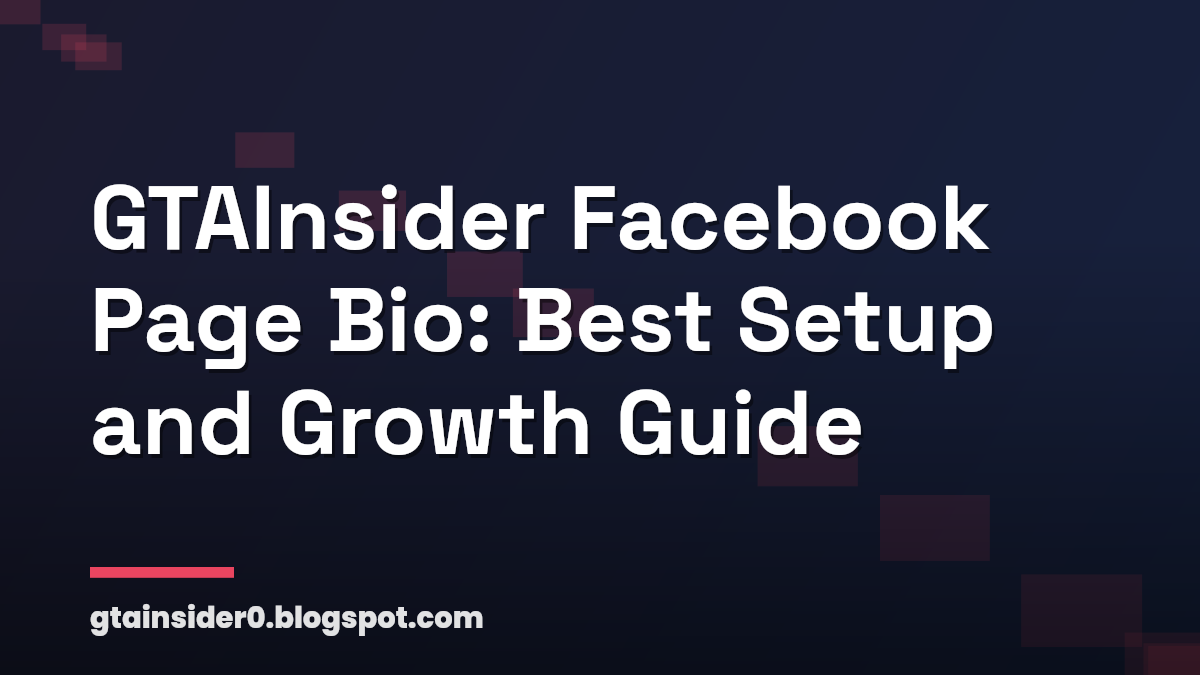 GTAInsider Facebook
Page Bio: Best Setup
and Growth Guide
gtainsider0.blogspot.com